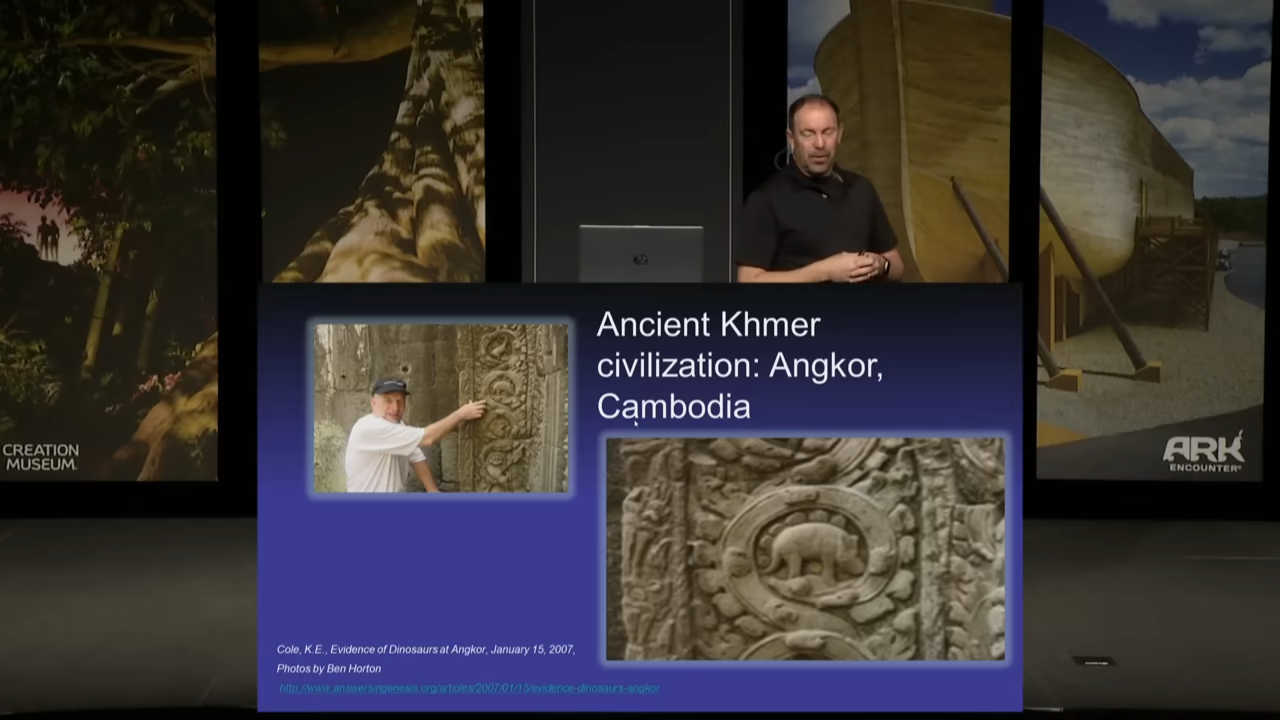 Ancient Khmer
civilization: Angkor,
Cambodia
CREATION
MUSEUM
ARK
ENCOUNTER
Cole, K.E., Evidence of Dinosaurs at Angkor, January 15, 2007,
Photos by Ben Horton
http://www.answersingenesis.org/articles/2007/01/15/evidence-dinosaurs-angkor